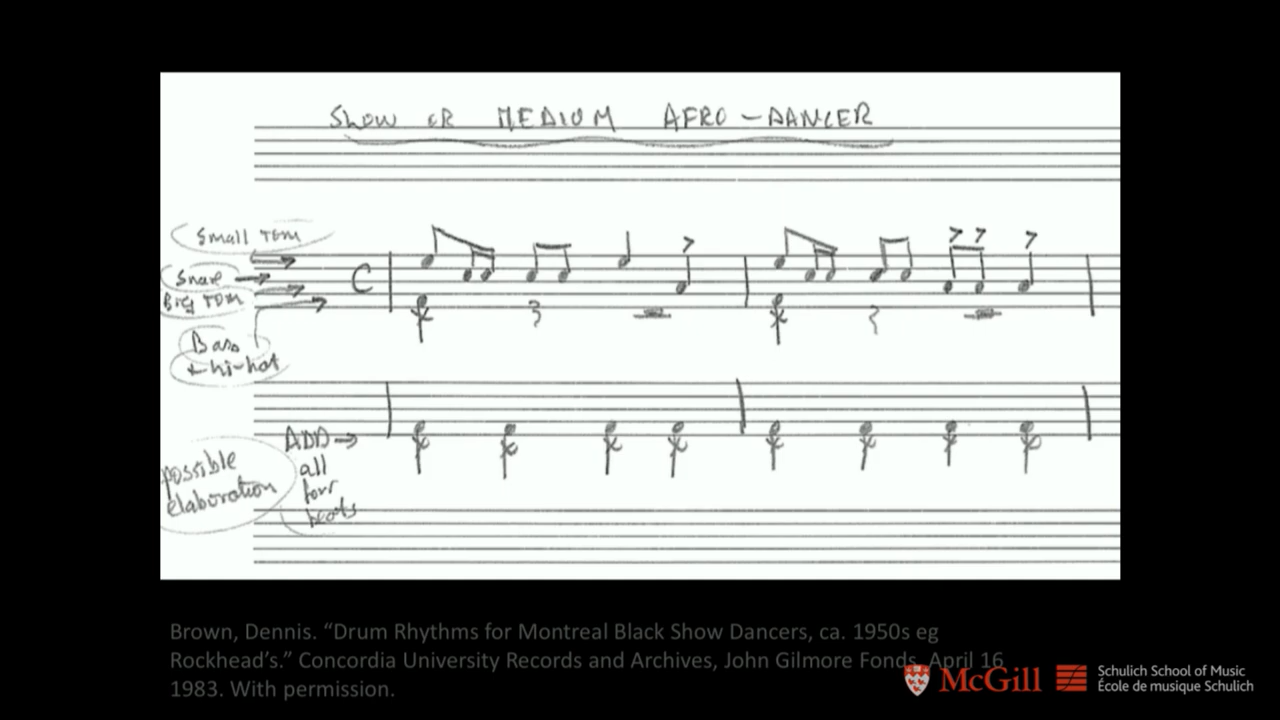 SHOW OR MEDIUM AFRO-DANCER
Small TOM
Snare
BIG TOM
Bass
+hi-hat
C
ADD→
all
four
beats
possible
elaboration
Brown, Dennis. “Drum Rhythms for Montreal Black Show Dancers, ca. 1950s eg
Rockhead’s.” Concordia University Records and Archives, John Gilmore Fonds, April 16
1983. With permission.
McGill
Schulich School of Music
École de musique Schulich